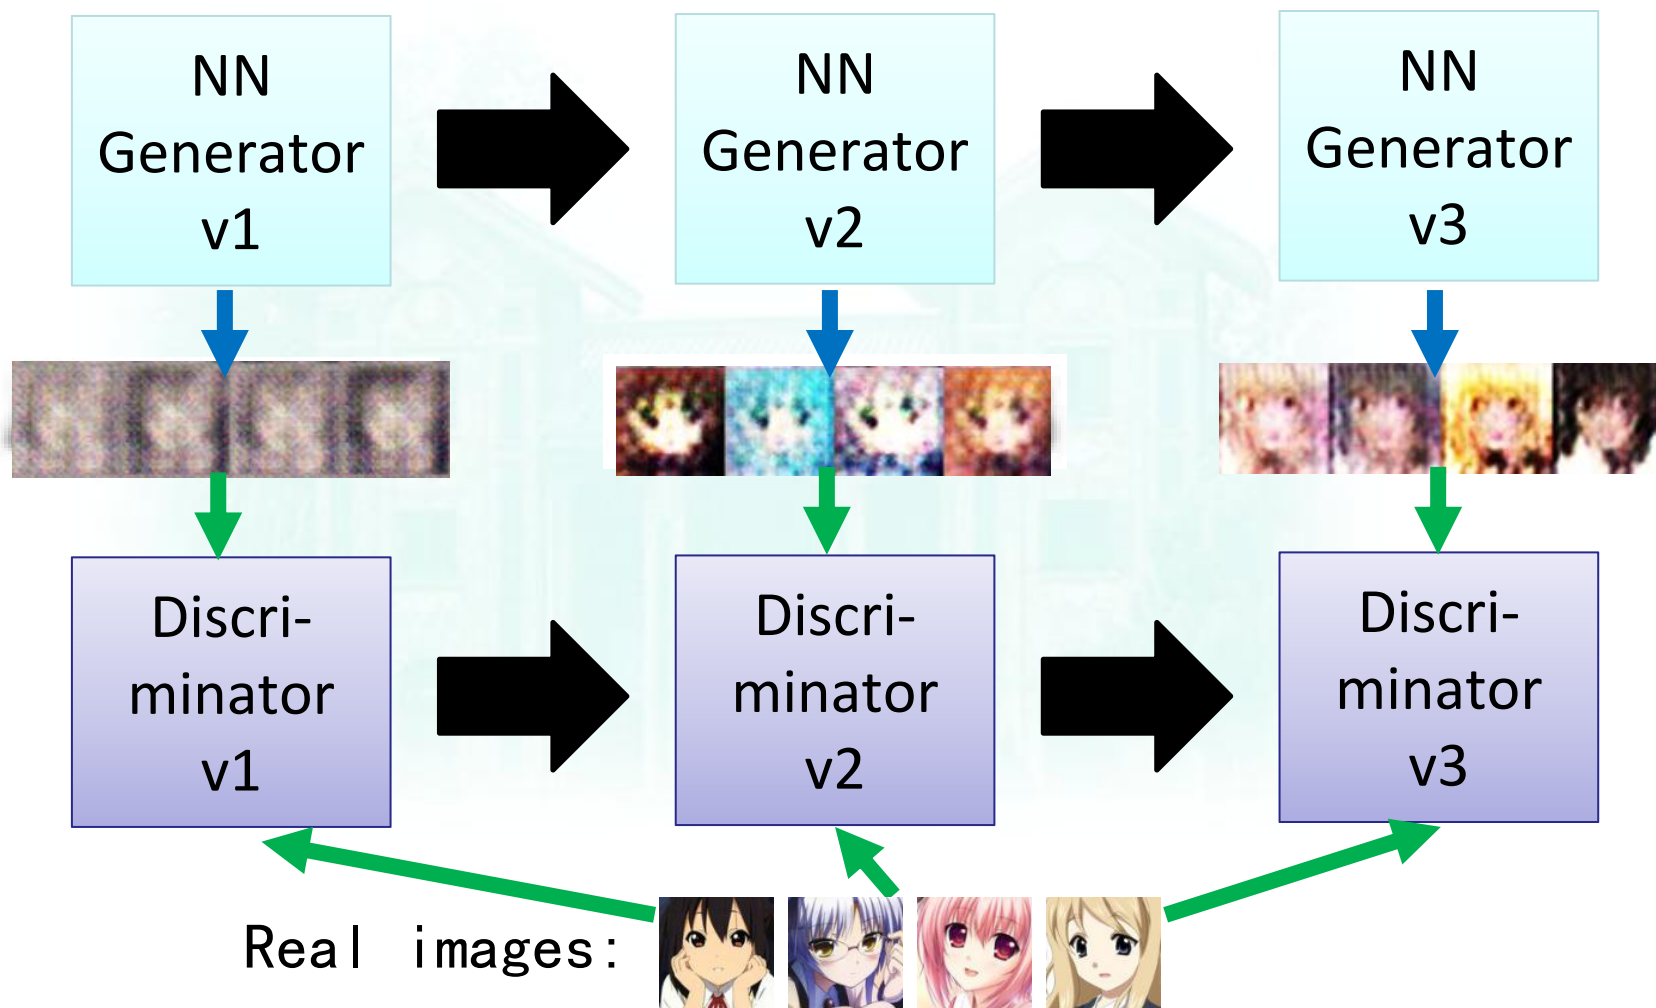 NN
Generator
v1
NN
Generator
v2
NN
Generator
v3
Discri-
minator
v1
Discri-
minator
v2
Discri-
minator
v3
Real images: